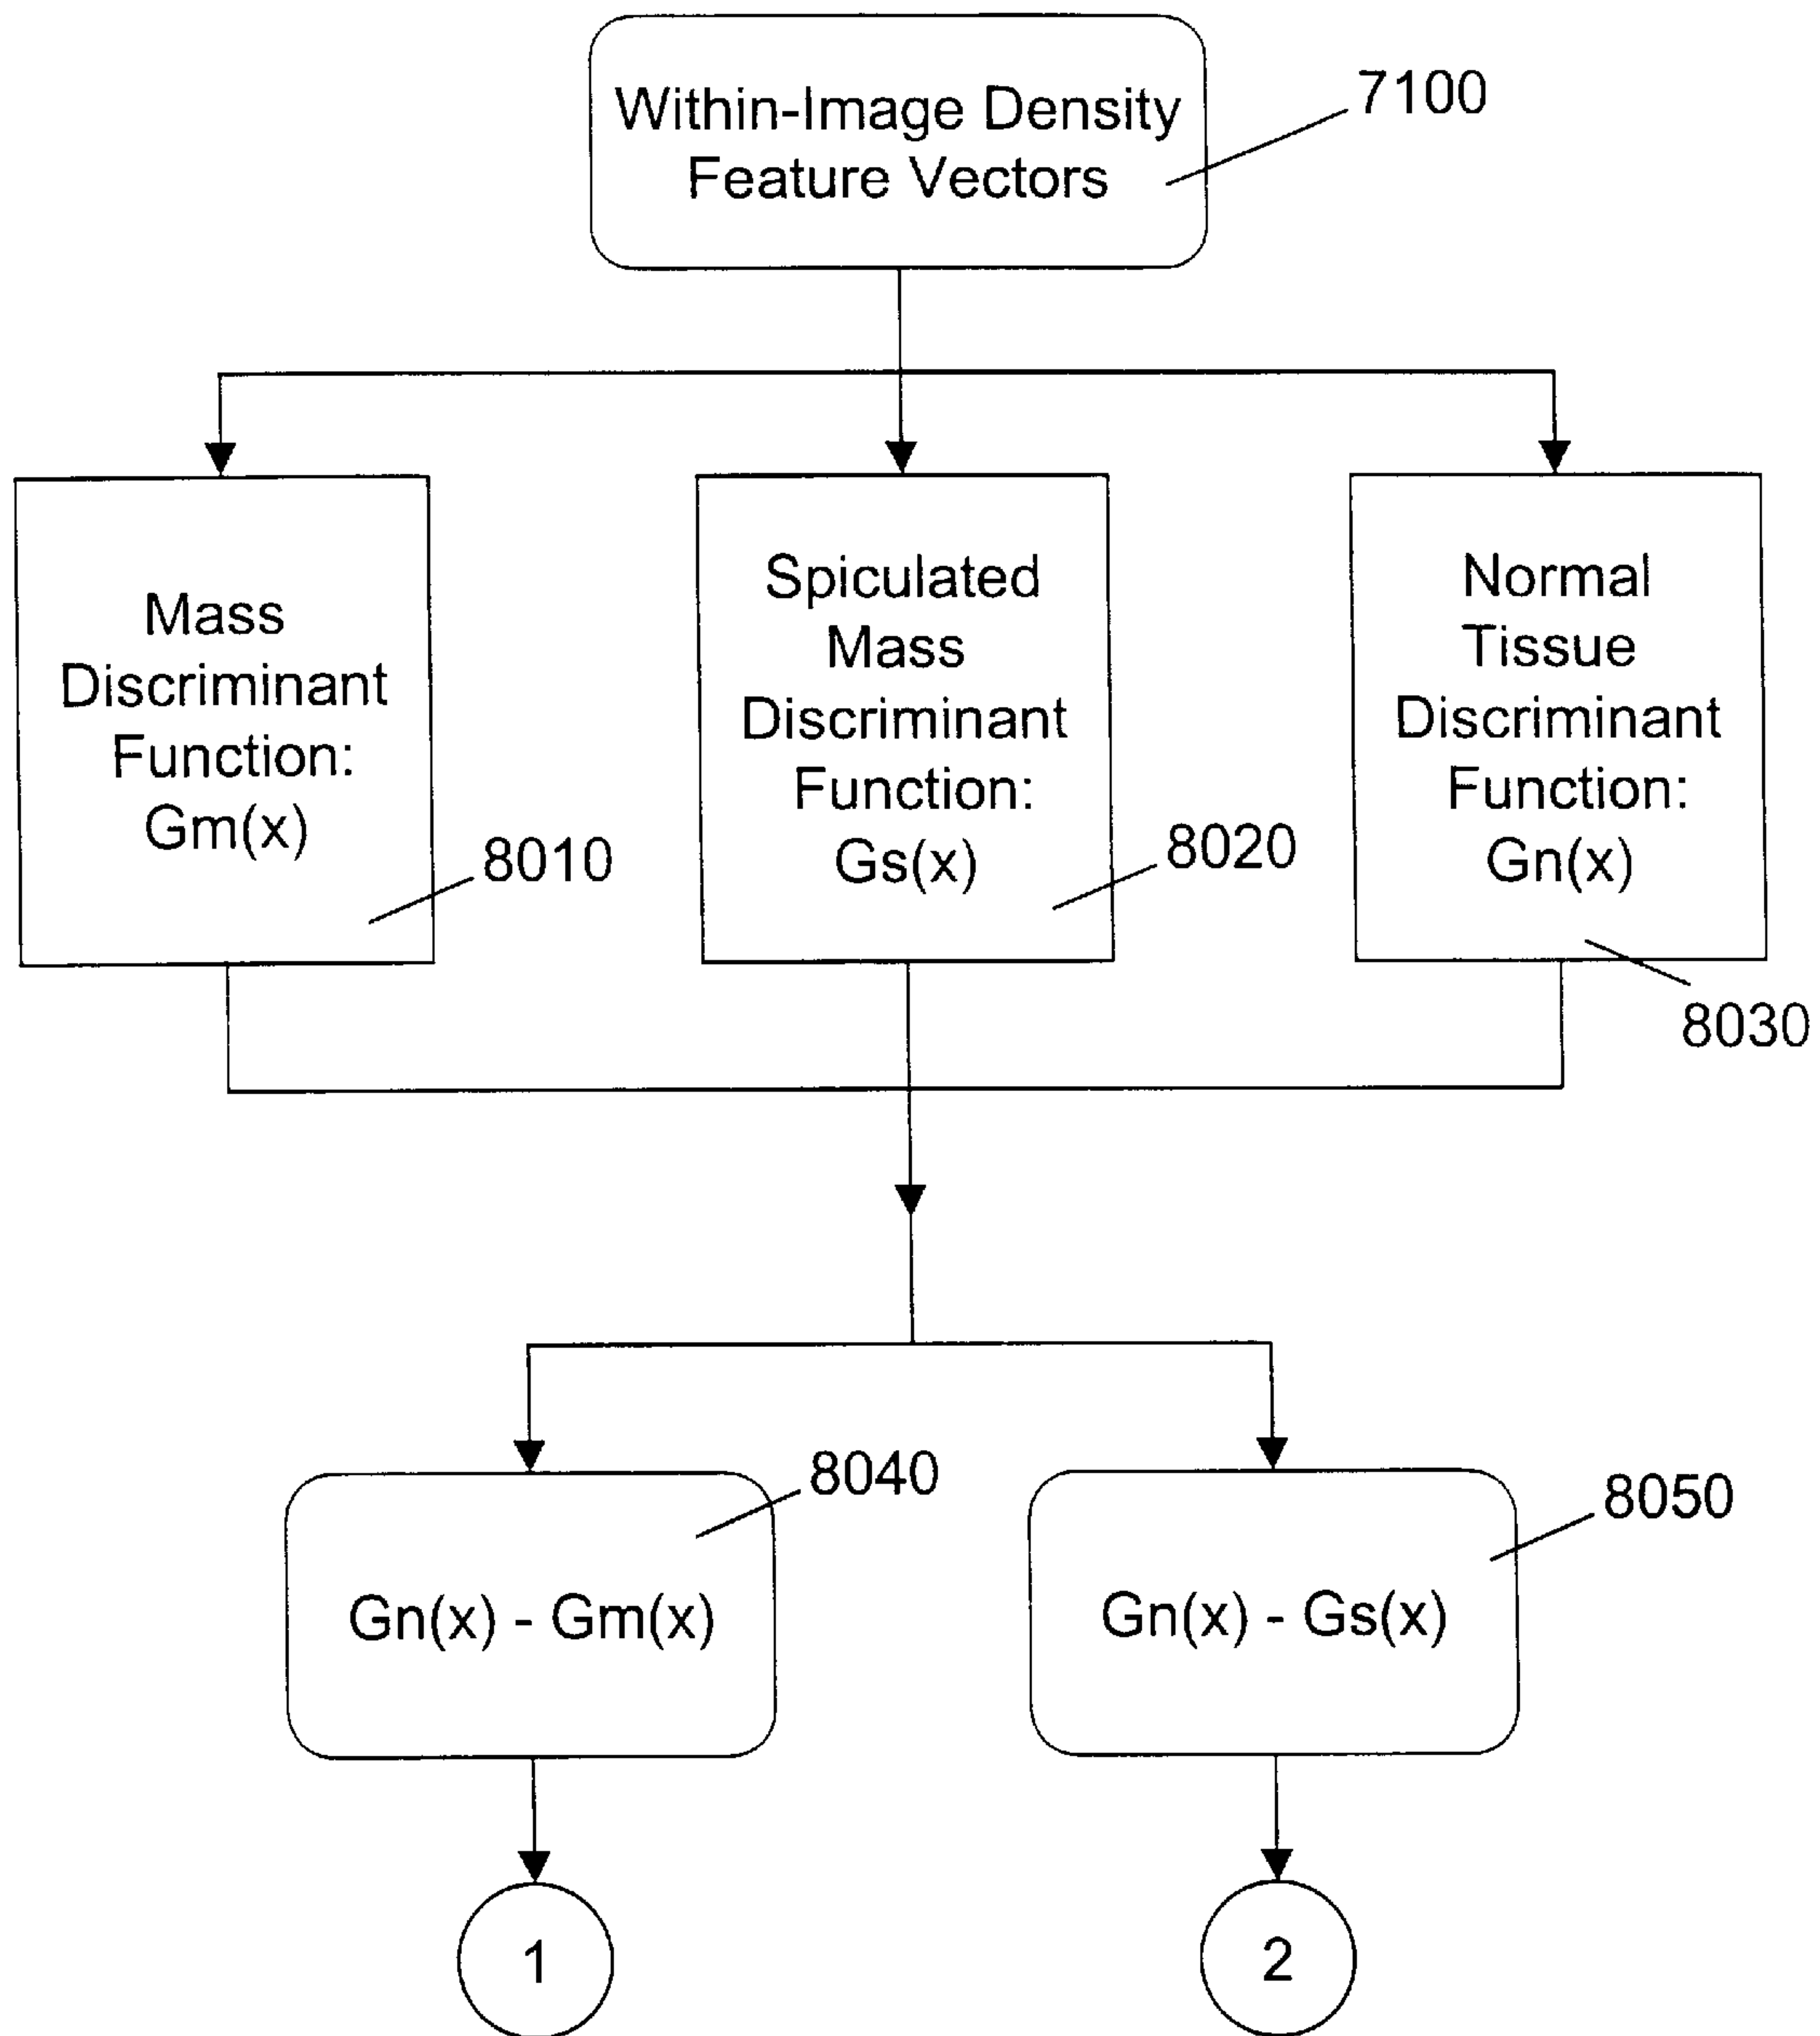 Within-Image Density
Feature Vectors
7100
Mass
Discriminant
Function:
Gm(x)
8010
Spiculated
Mass
Discriminant
Function:
Gs(x)
8020
Normal
Tissue
Discriminant
Function:
Gn(x)
8030
Gn(x) - Gm(x)
8040
Gn(x) - Gs(x)
8050
1
2